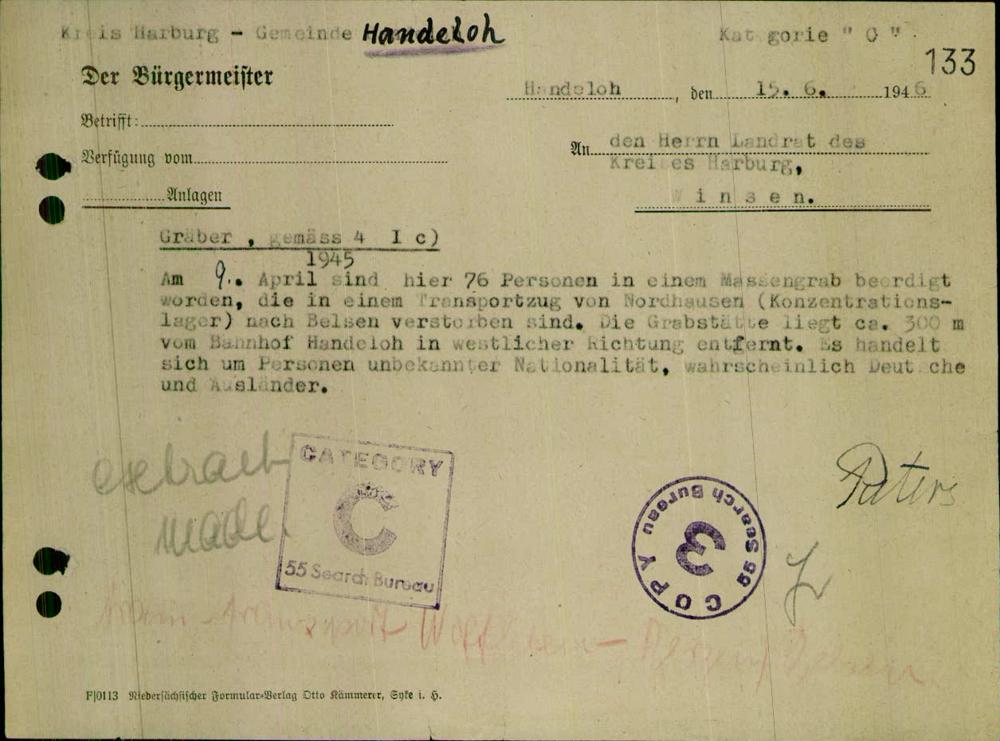 Kreis Harburg - Gemeinde Handeloh
Kategorie " C "
133
Der Bürgermeister
Handeloh, den 15. 6. 1946
Betrifft:
Verfügung vom
An den Herrn Landrat des
Kreises Harburg,
Anlagen
Winsen.
Gräber , gemäss 4 I c)
1945
Am 9. April sind hier 76 Personen in einem Massengrab beerdigt
worden, die in einem Transportzug von Nordhausen (Konzentrations-
lager) nach Belsen verstorben sind. Die Grabstätte liegt ca. 300 m
vom Bahnhof Handeloh in westlicher Richtung entfernt. Es handelt
sich um Personen unbekannter Nationalität, wahrscheinlich Deutsche
und Ausländer.
extract
made
CATEGORY
C
55 Search Bureau
COPY
3
55 Search Bureau
F/0113 Niedersächsischer Formular-Verlag Otto Kämmerer, Syke i. H.